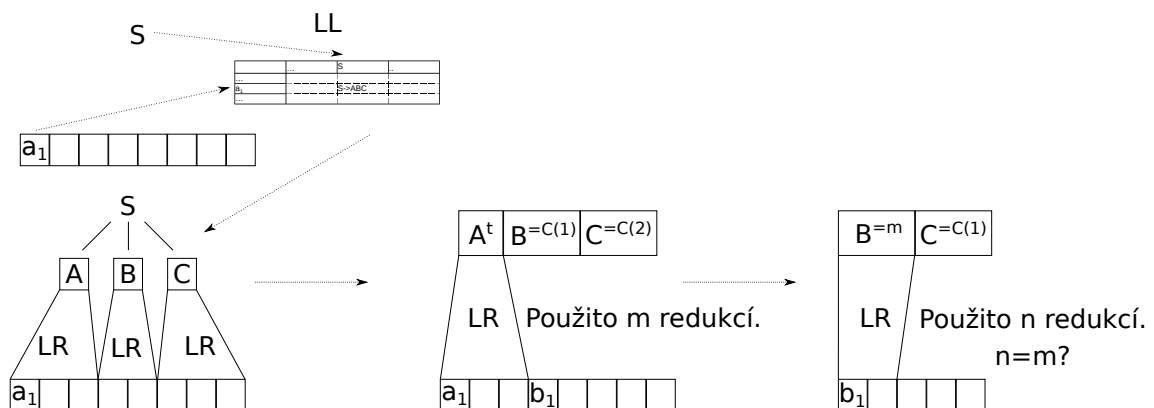 S
LL
... S ..
...
a₁ S->ABC
...
a₁
S
A B C
LR LR LR
a₁
Aᵗ B⁼ᶜ⁽¹⁾ C⁼ᶜ⁽²⁾
LR Použito m redukcí.
a₁ b₁
B⁼ᵐ C⁼ᶜ⁽¹⁾
LR Použito n redukcí.
n=m?
b₁